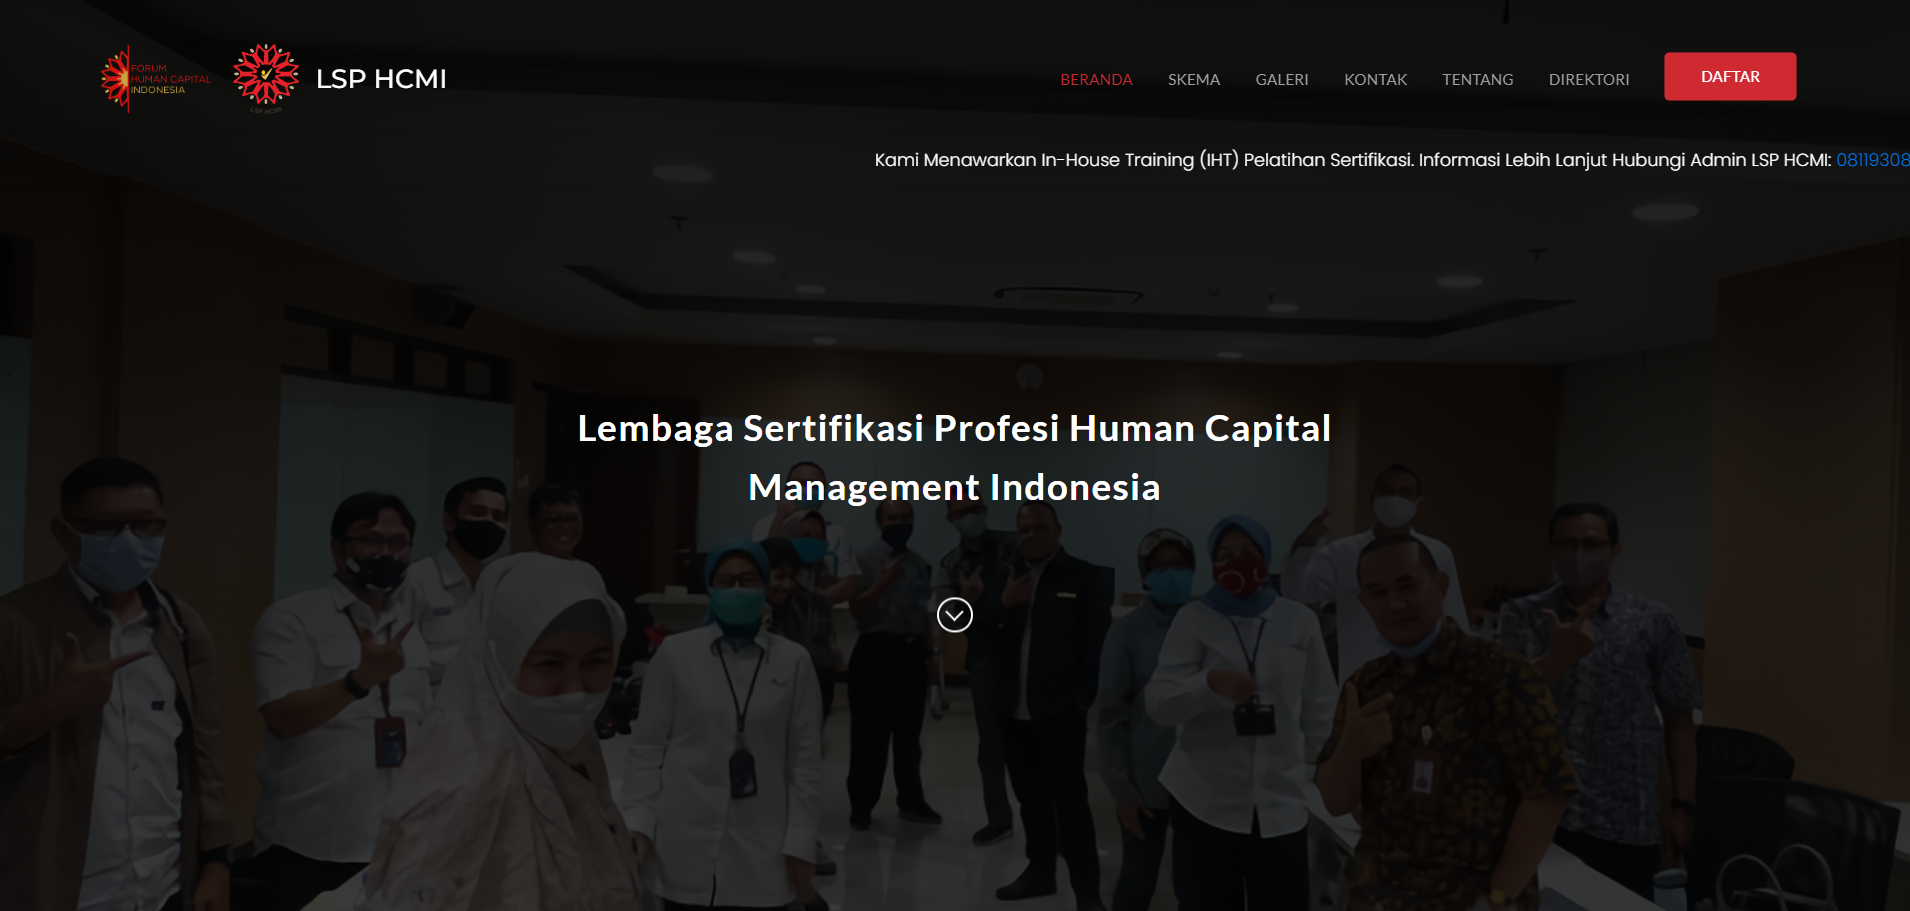 FORUM
HUMAN CAPITAL
INDONESIA
LSP HCMI
LSP HCMI
BERANDA
SKEMA
GALERI
KONTAK
TENTANG
DIREKTORI
DAFTAR
Kami Menawarkan In-House Training (IHT) Pelatihan Sertifikasi. Informasi Lebih Lanjut Hubungi Admin LSP HCMI: 08119308
Lembaga Sertifikasi Profesi Human Capital
Management Indonesia